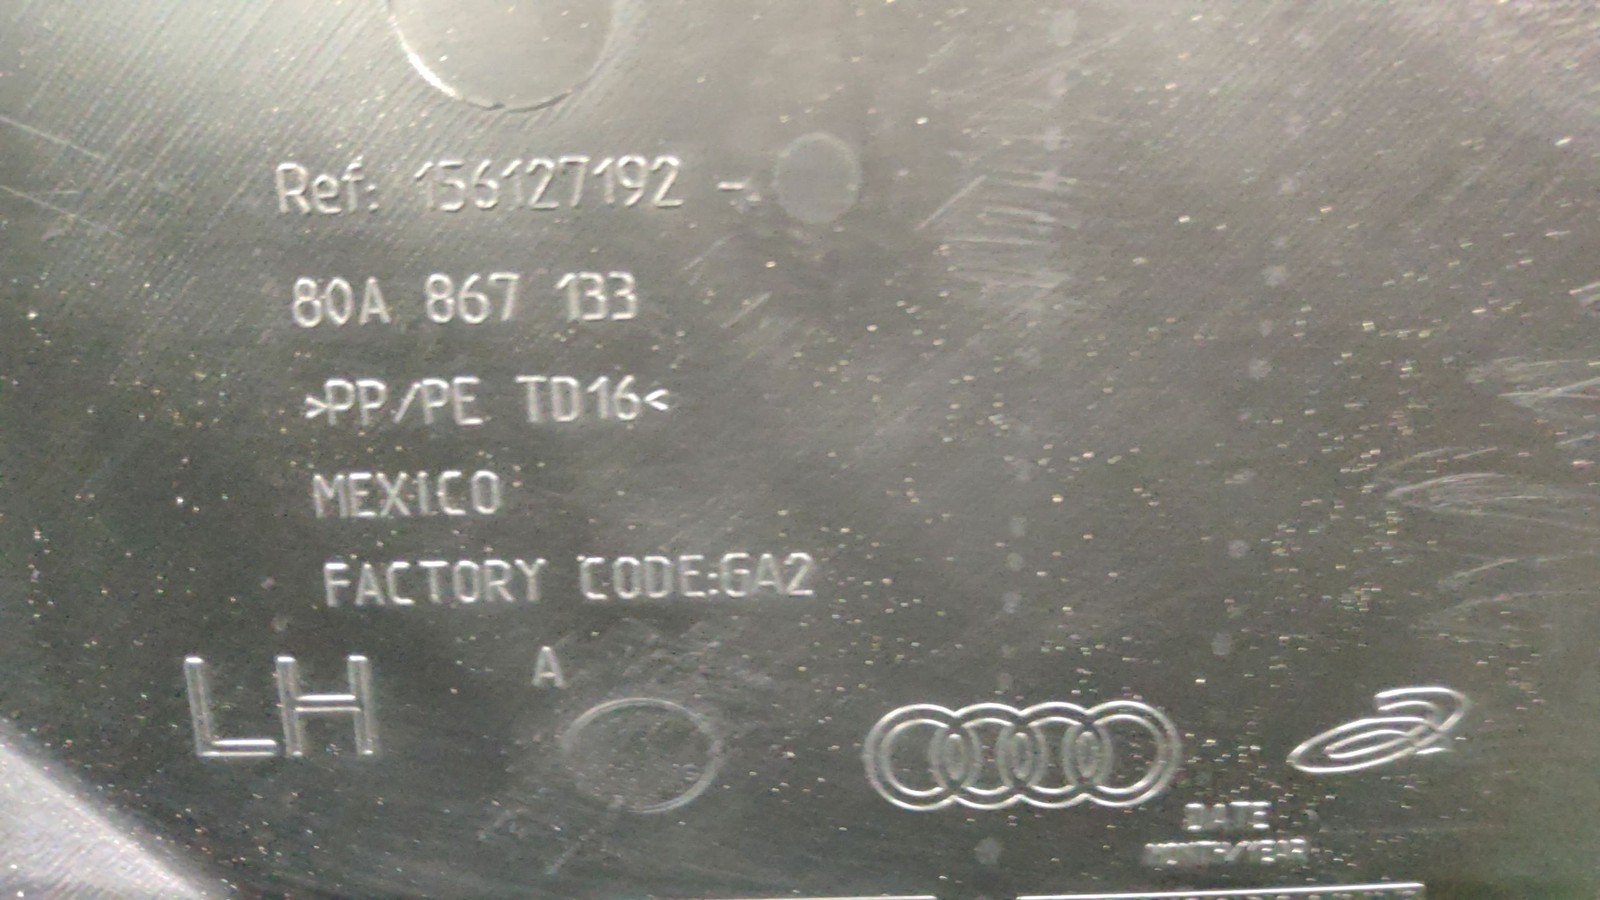 Ref: 156127192 -
80A 867 133
>PP/PE TD16<
MEXICO
FACTORY CODE:GA2
LH
A
DATE
MONTH/YEAR